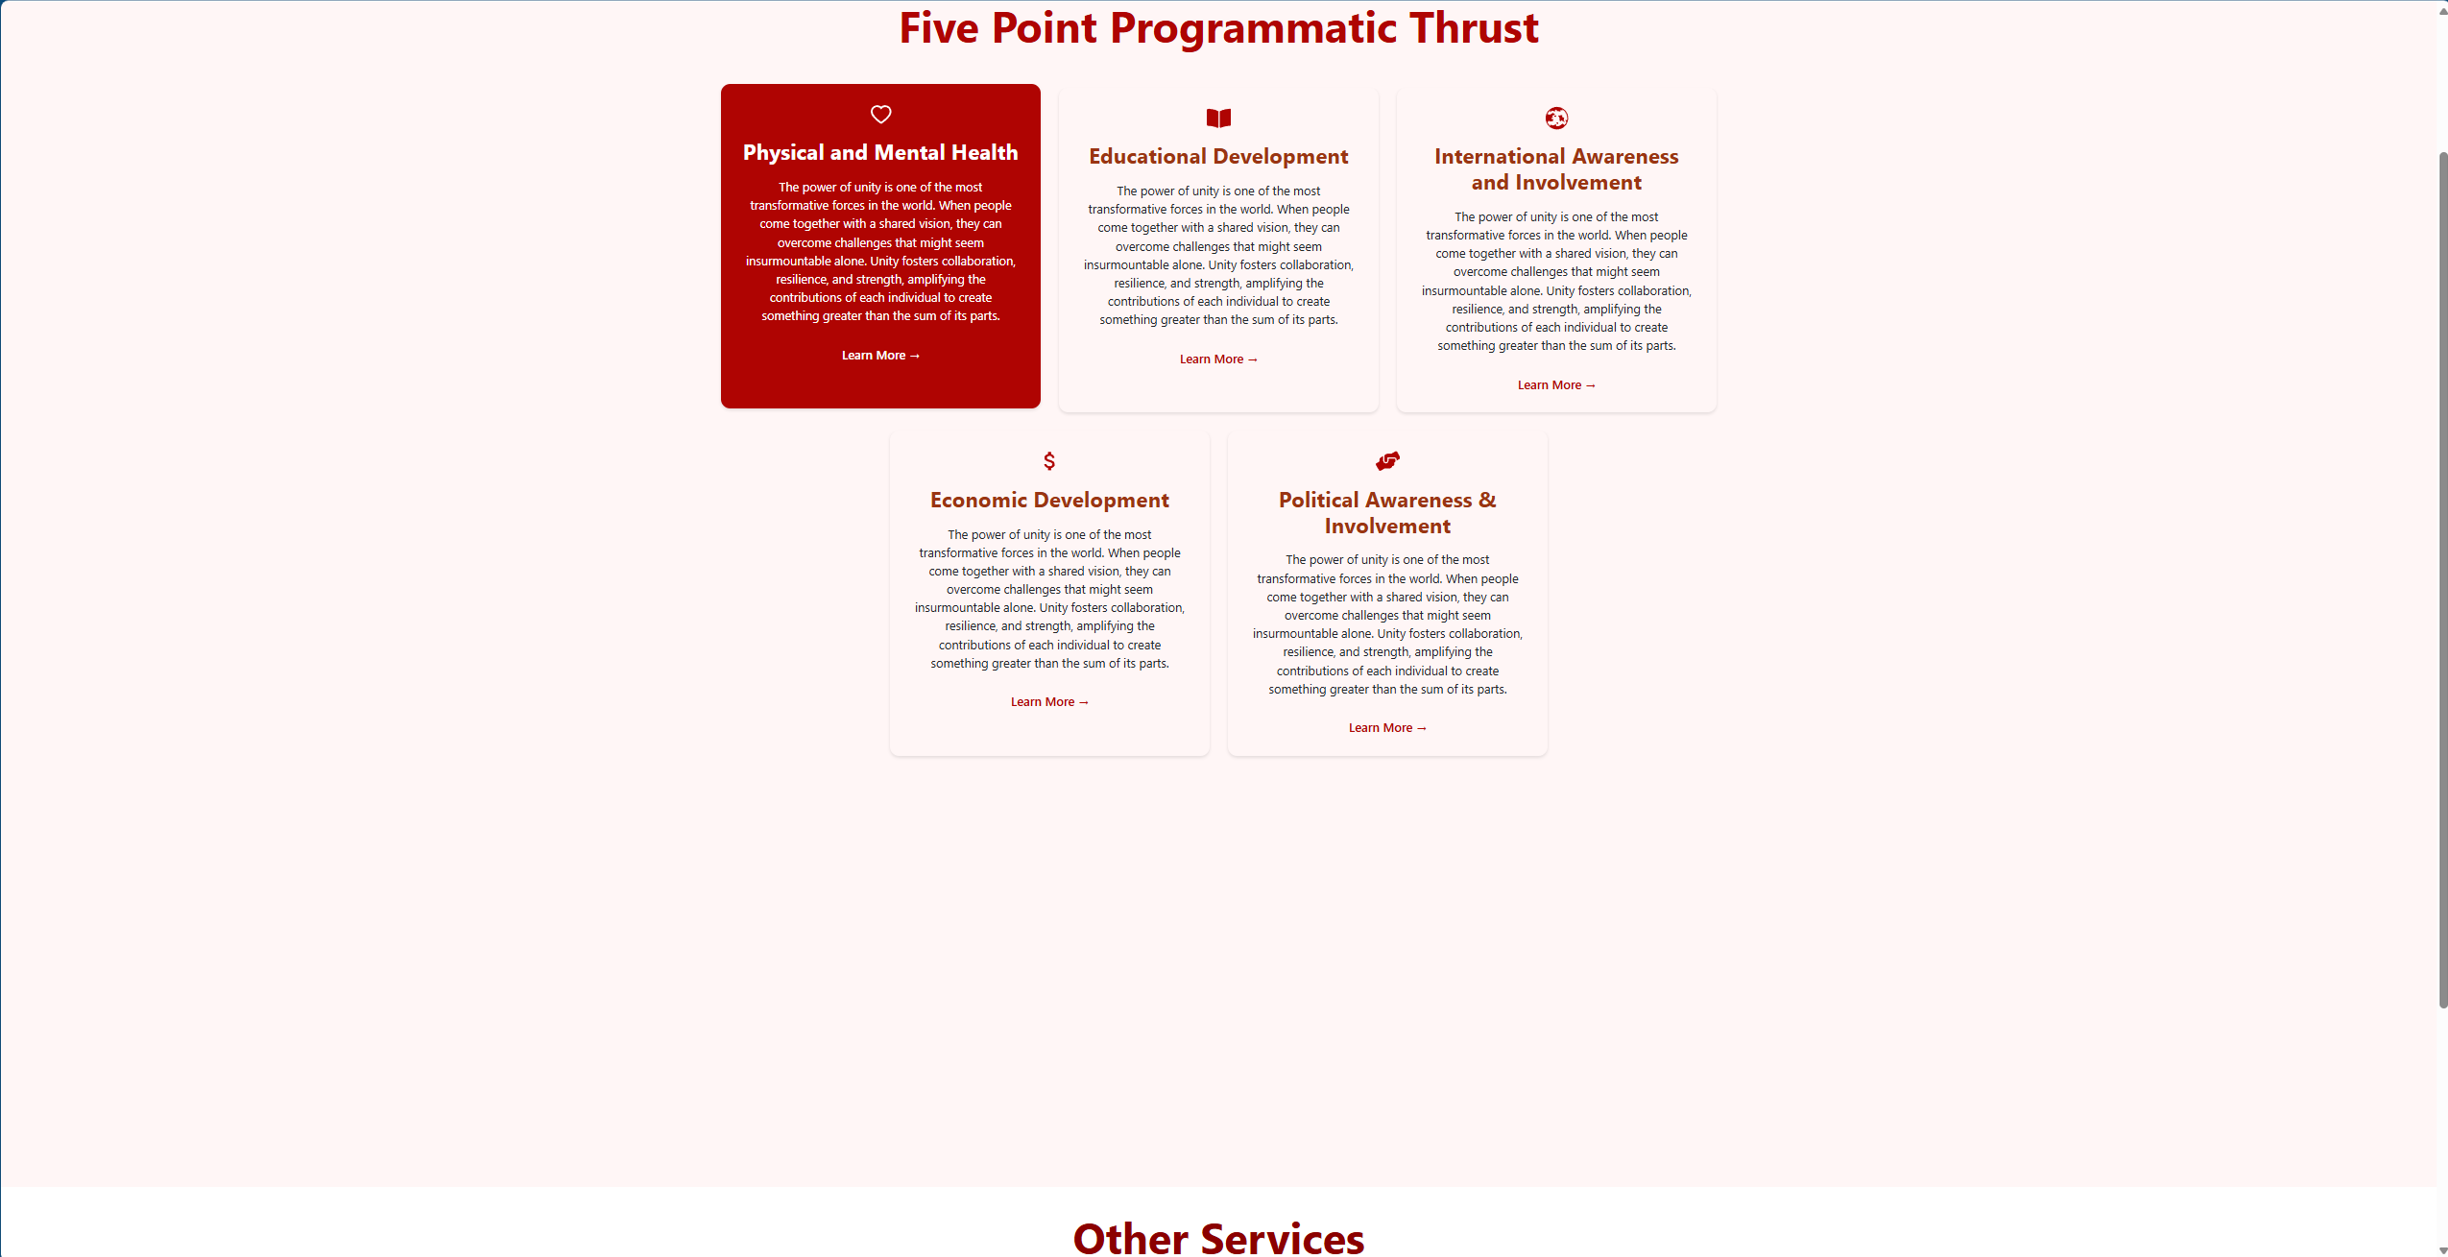 Five Point Programmatic Thrust
Physical and Mental Health
The power of unity is one of the most
transformative forces in the world. When people
come together with a shared vision, they can
overcome challenges that might seem
insurmountable alone. Unity fosters collaboration,
resilience, and strength, amplifying the
contributions of each individual to create
something greater than the sum of its parts.
Learn More →
Educational Development
The power of unity is one of the most
transformative forces in the world. When people
come together with a shared vision, they can
overcome challenges that might seem
insurmountable alone. Unity fosters collaboration,
resilience, and strength, amplifying the
contributions of each individual to create
something greater than the sum of its parts.
Learn More →
International Awareness
and Involvement
The power of unity is one of the most
transformative forces in the world. When people
come together with a shared vision, they can
overcome challenges that might seem
insurmountable alone. Unity fosters collaboration,
resilience, and strength, amplifying the
contributions of each individual to create
something greater than the sum of its parts.
Learn More →
Economic Development
The power of unity is one of the most
transformative forces in the world. When people
come together with a shared vision, they can
overcome challenges that might seem
insurmountable alone. Unity fosters collaboration,
resilience, and strength, amplifying the
contributions of each individual to create
something greater than the sum of its parts.
Learn More →
Political Awareness &
Involvement
The power of unity is one of the most
transformative forces in the world. When people
come together with a shared vision, they can
overcome challenges that might seem
insurmountable alone. Unity fosters collaboration,
resilience, and strength, amplifying the
contributions of each individual to create
something greater than the sum of its parts.
Learn More →
Other Services